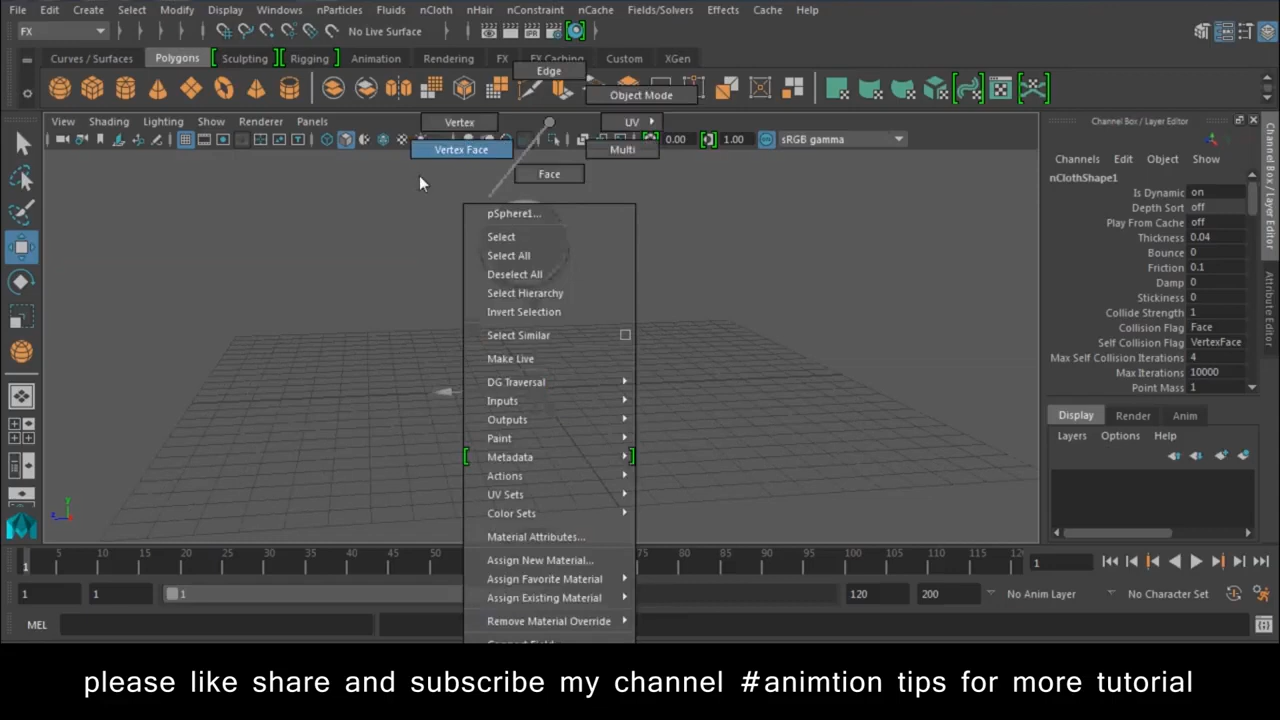 File Edit Create Select Modify Display Windows Mesh nParticles Fluids nCloth nHair nConstraint nCache Fields/Solvers Effects Cache Help
FX No Live Surface
Curves / Surfaces Polygons Sculpting Rigging Animation Rendering FX FX Caching Custom XGen
Edge
Object Mode
View Shading Lighting Show Renderer Panels
Vertex UV
0.00 1.00 sRGB gamma
Vertex Face Multi
Face
pSphere1...
Select
Select All
Deselect All
Select Hierarchy
Invert Selection
Select Similar
Make Live
DG Traversal
Inputs
Outputs
Paint
Metadata
Actions
UV Sets
Color Sets
Material Attributes...
Assign New Material...
Assign Favorite Material
Assign Existing Material
Remove Material Override
y
z
Channel Box / Layer Editor
Channels Edit Object Show
nClothShape1
Is Dynamic on
Depth Sort off
Play From Cache off
Thickness 0.04
Bounce 0
Friction 0.1
Damp 0
Stickiness 0
Collide Strength 1
Collision Flag Face
Self Collision Flag VertexFace
Max Self Collision Iterations 4
Max Iterations 10000
Point Mass 1
Display Render Anim
Layers Options Help
Channel Box / Layer Editor
Attribute Editor
5 10 15 20 25 30 35 40 45 50 75 80 85 90 95 100 105 110 115 12
1 1
1 1 1 120 200 No Anim Layer No Character Set
MEL
please like share and subscribe my channel #animtion tips for more tutorial